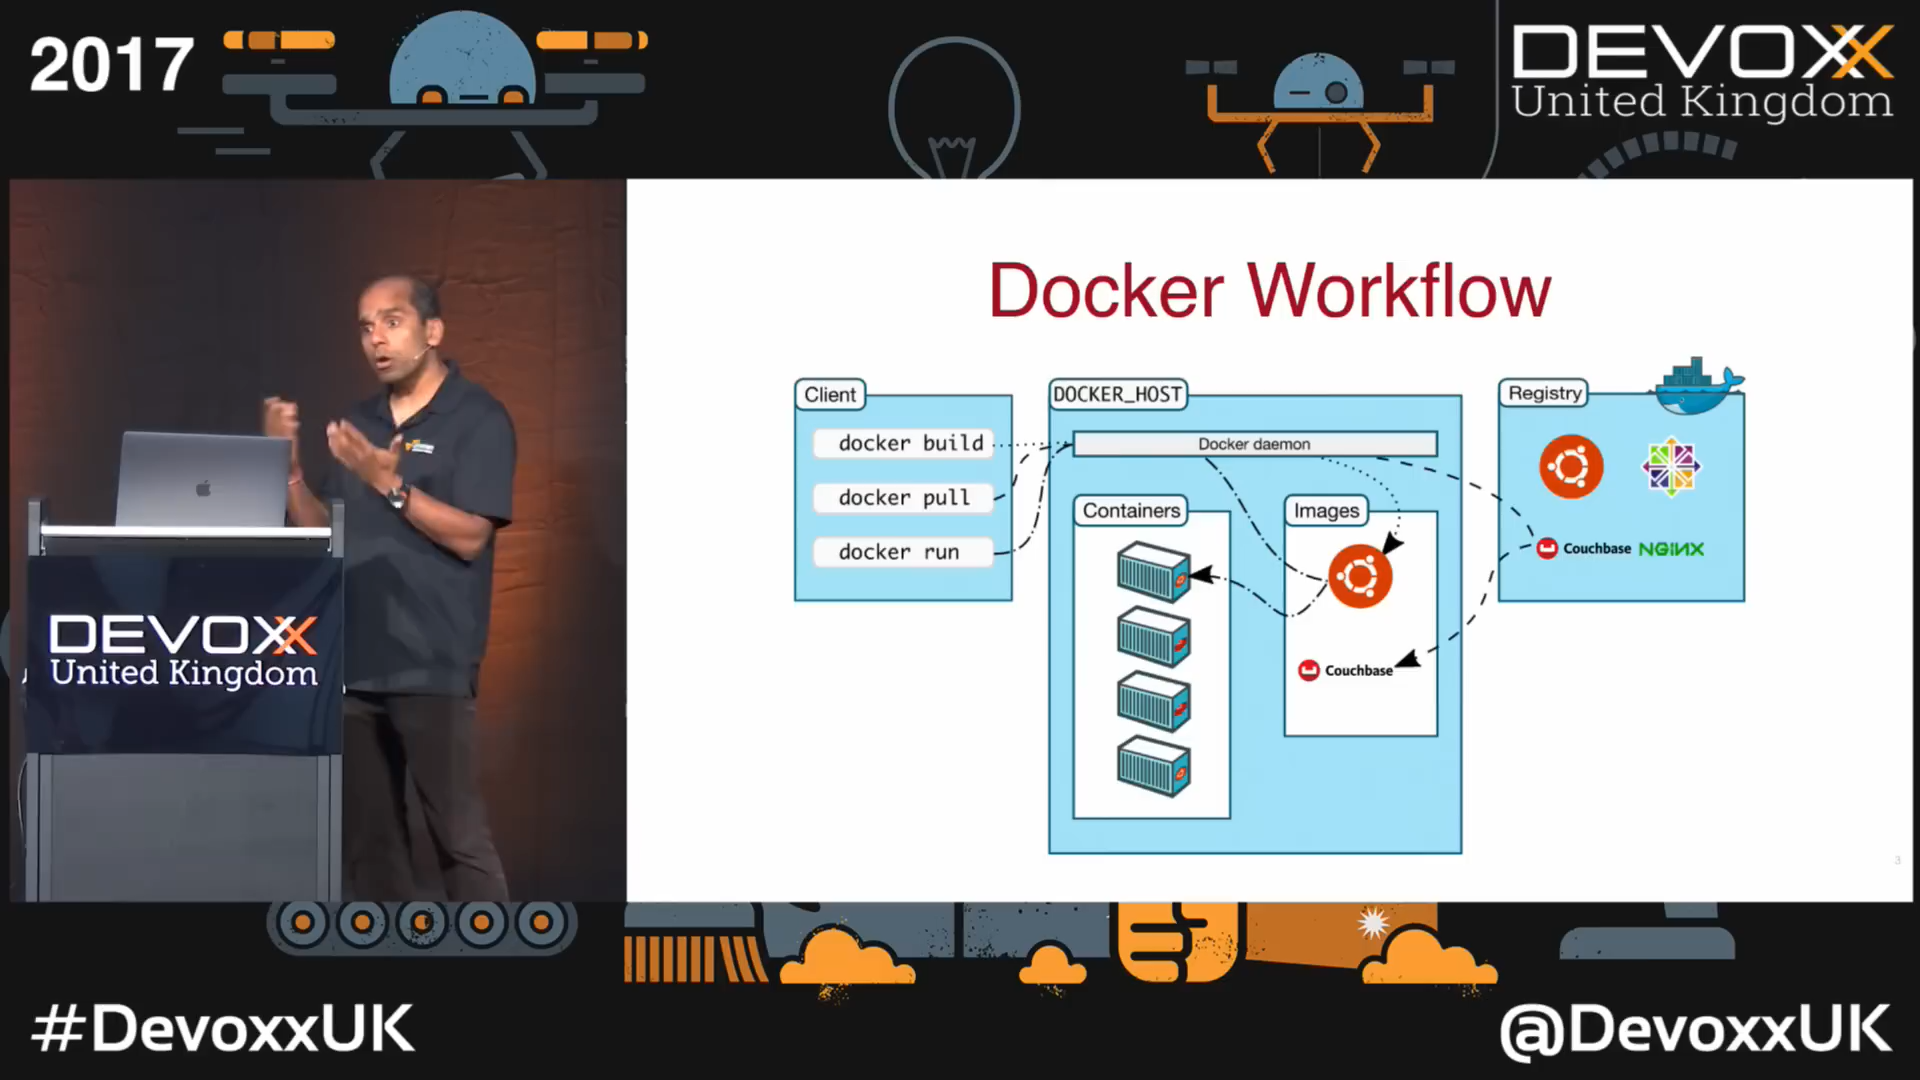 2017
DEVOXX
United Kingdom
Docker Workflow
Client
docker build
docker pull
docker run
DOCKER_HOST
Docker daemon
Containers
Images
Couchbase
Registry
Couchbase
NGINX
3
DEVOXX
United Kingdom
#DevoxxUK
@DevoxxUK